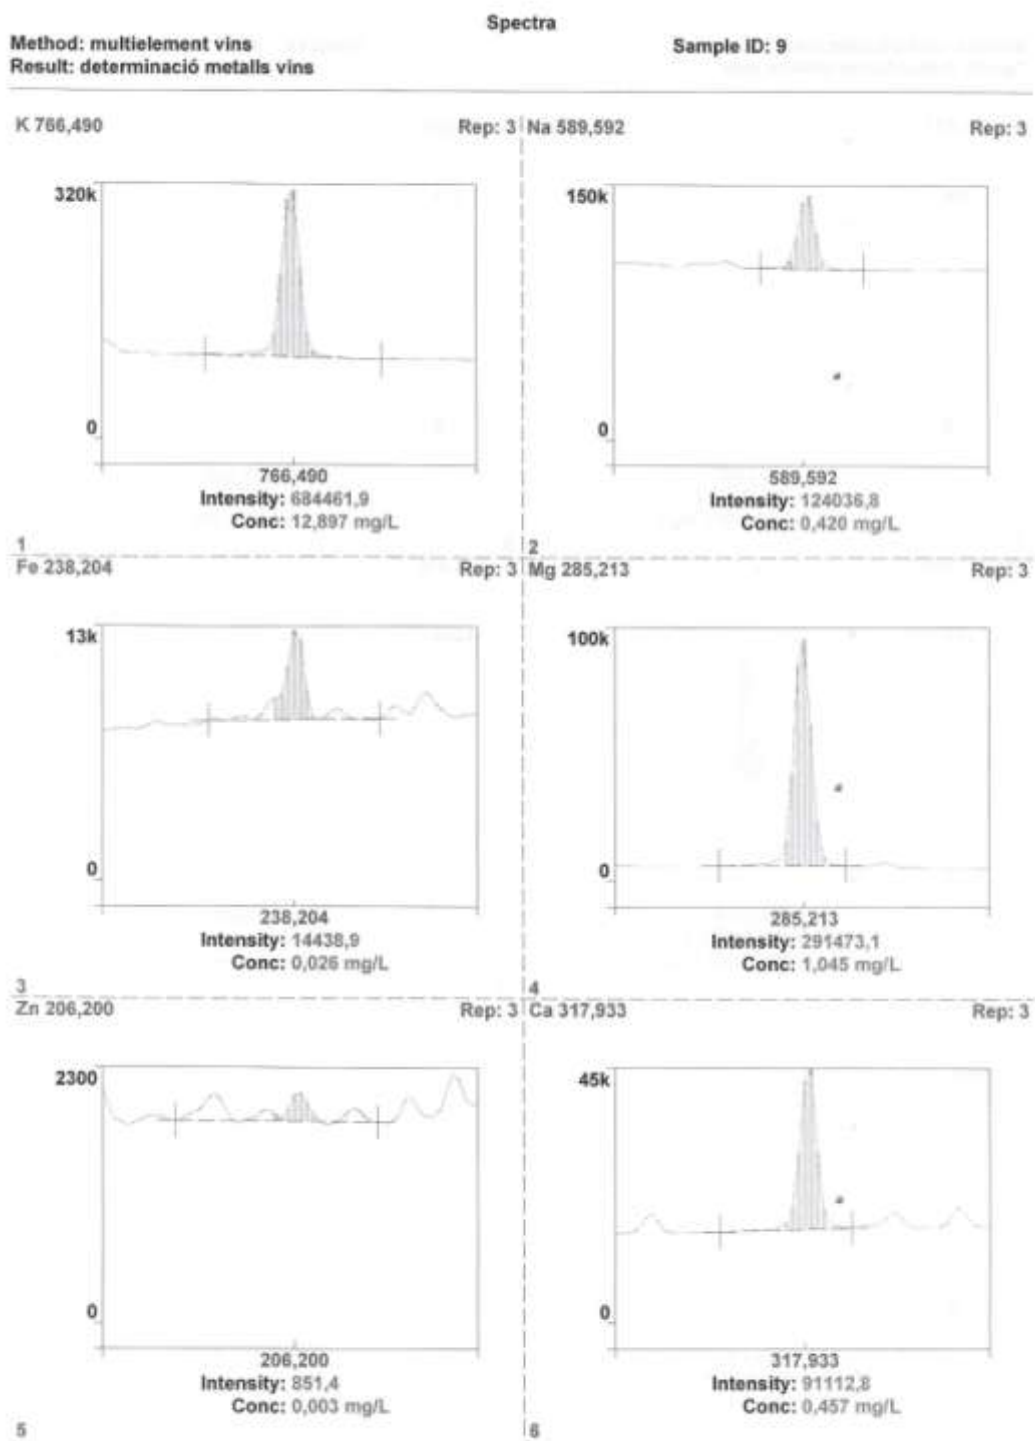 Spectra
Method: multielement vins
Sample ID: 9
Result: determinació metalls vins
K 766,490
Rep: 3
320k
0
766,490
Intensity: 684461,9
Conc: 12,897 mg/L
1
Na 589,592
Rep: 3
150k
0
589,592
Intensity: 124036,8
Conc: 0,420 mg/L
2
Fe 238,204
Rep: 3
13k
0
238,204
Intensity: 14438,9
Conc: 0,026 mg/L
3
Mg 285,213
Rep: 3
100k
0
285,213
Intensity: 291473,1
Conc: 1,045 mg/L
4
Zn 206,200
Rep: 3
2300
0
206,200
Intensity: 851,4
Conc: 0,003 mg/L
5
Ca 317,933
Rep: 3
45k
0
317,933
Intensity: 91112,8
Conc: 0,457 mg/L
6